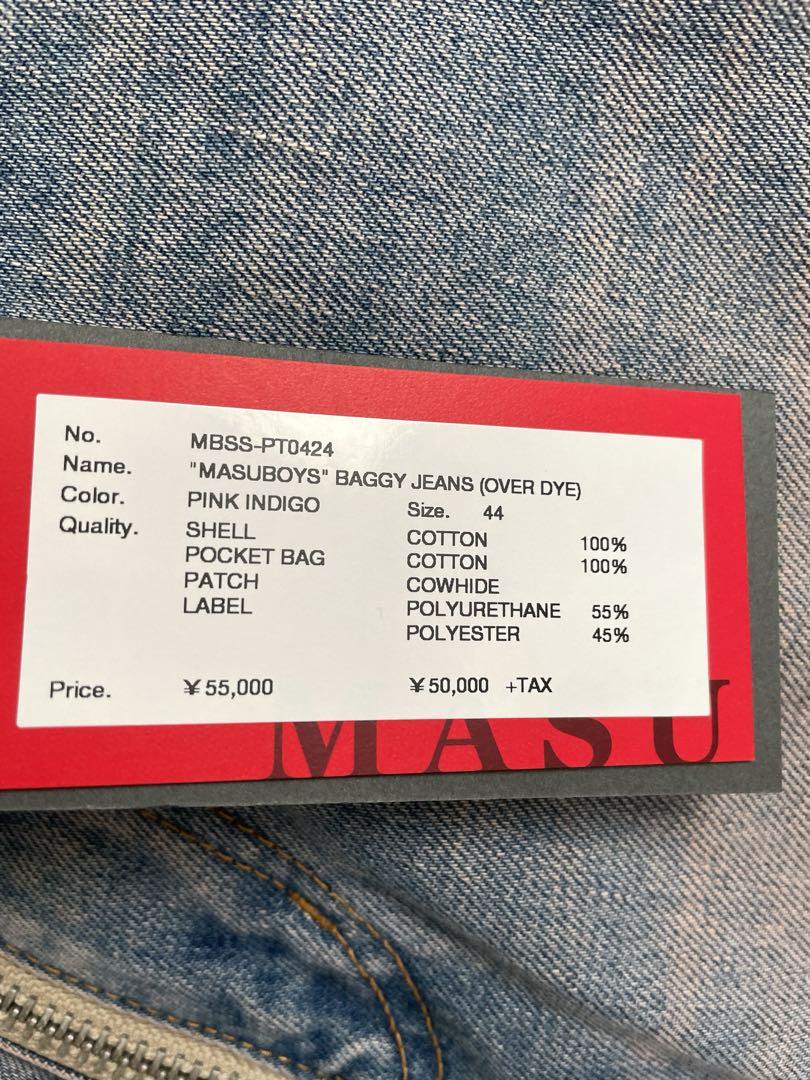 No. MBSS-PT0424
Name. "MASUBOYS" BAGGY JEANS (OVER DYE)
Color. PINK INDIGO Size. 44
Quality. SHELL COTTON 100%
POCKET BAG COTTON 100%
PATCH COWHIDE
LABEL POLYURETHANE 55%
POLYESTER 45%
Price. ¥55,000 ¥50,000 +TAX
MASU